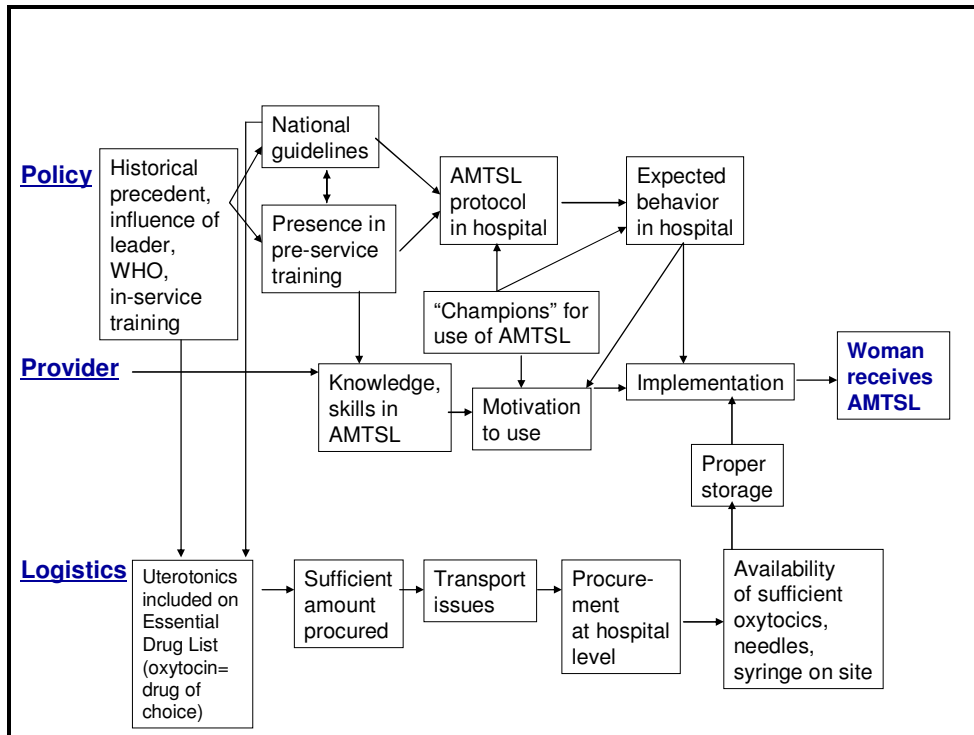 Policy
Historical
precedent,
influence of
leader,
WHO,
in-service
training
National
guidelines
Presence in
pre-service
training
AMTSL
protocol
in hospital
Expected
behavior
in hospital
“Champions” for
use of AMTSL
Provider
Knowledge,
skills in
AMTSL
Motivation
to use
Implementation
Woman
receives
AMTSL
Proper
storage
Logistics
Uterotonics
included on
Essential
Drug List
(oxytocin=
drug of
choice)
Sufficient
amount
procured
Transport
issues
Procure-
ment
at hospital
level
Availability
of sufficient
oxytocics,
needles,
syringe on site